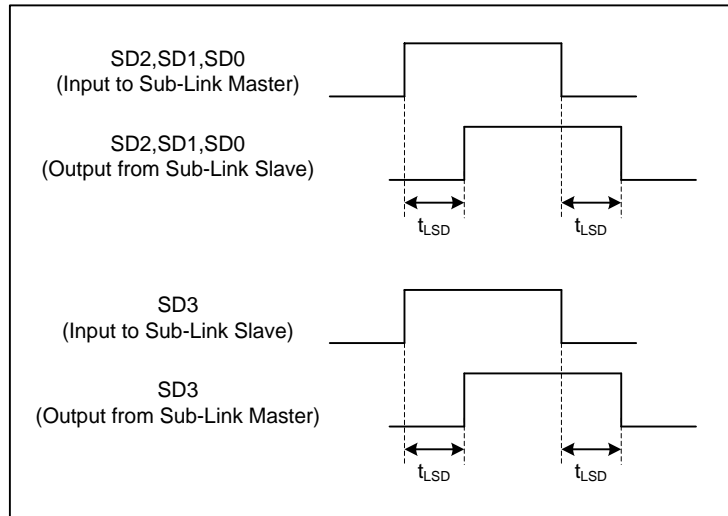 SD2,SD1,SD0
(Input to Sub-Link Master)
SD2,SD1,SD0
(Output from Sub-Link Slave)
tLSD
tLSD
SD3
(Input to Sub-Link Slave)
SD3
(Output from Sub-Link Master)
tLSD
tLSD